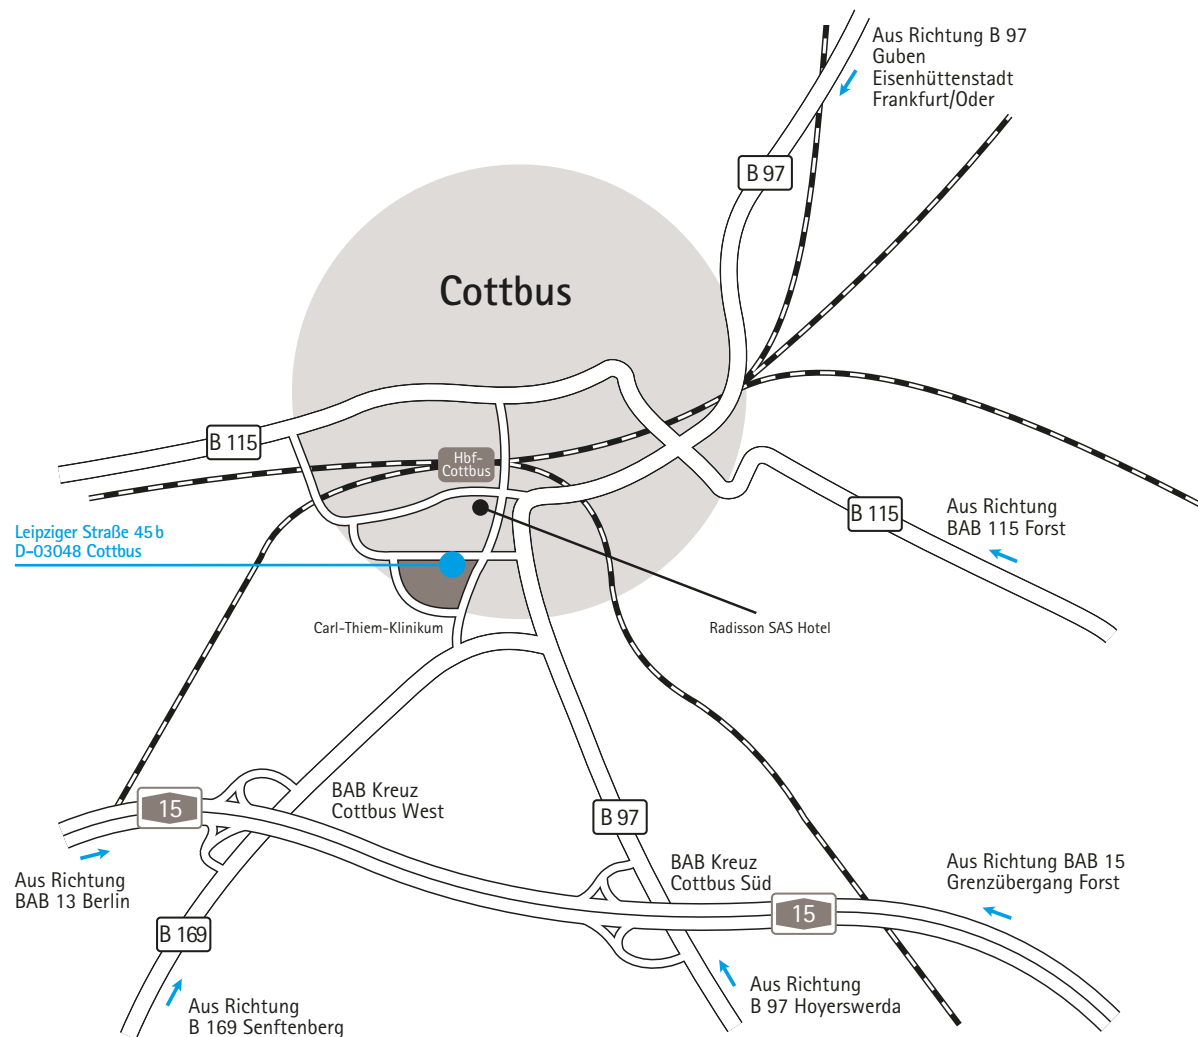 Aus Richtung B 97
Guben
Eisenhüttenstadt
Frankfurt/Oder
B 97
Cottbus
B 115
Hbf-
Cottbus
Leipziger Straße 45 b
D-03048 Cottbus
B 115
Aus Richtung
BAB 115 Forst
Carl-Thiem-Klinikum
Radisson SAS Hotel
BAB Kreuz
Cottbus West
15
B 97
BAB Kreuz
Cottbus Süd
Aus Richtung BAB 15
Grenzübergang Forst
Aus Richtung
BAB 13 Berlin
15
B 169
Aus Richtung
B 97 Hoyerswerda
Aus Richtung
B 169 Senftenberg